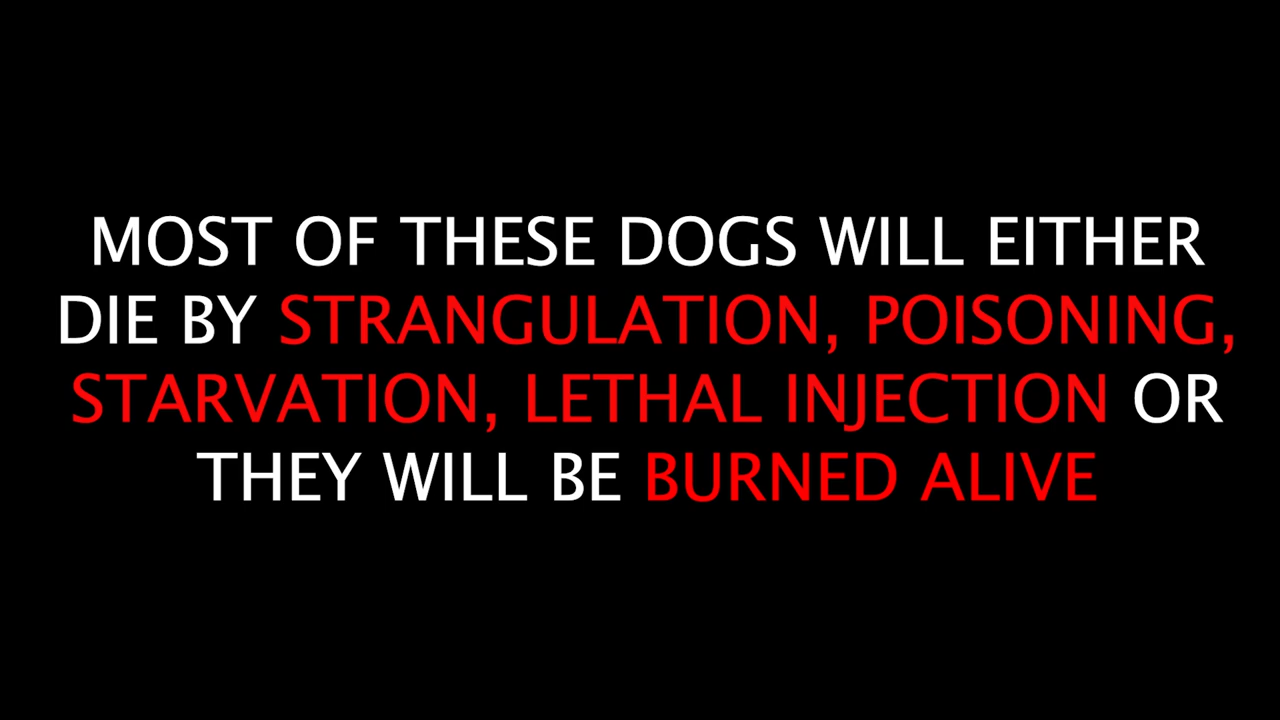 MOST OF THESE DOGS WILL EITHER
DIE BY STRANGULATION, POISONING,
STARVATION, LETHAL INJECTION OR
THEY WILL BE BURNED ALIVE